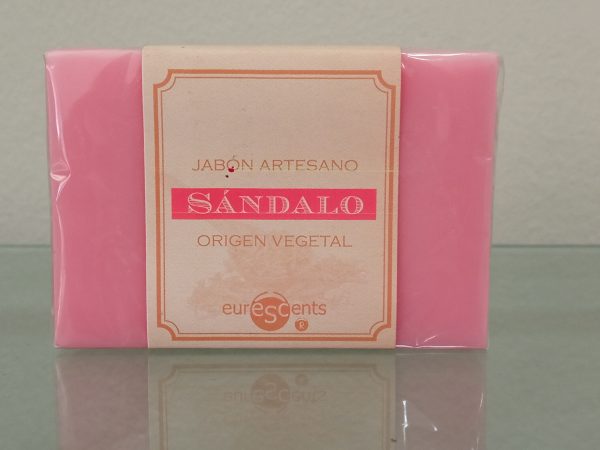 JABÓN ARTESANO
SÁNDALO
ORIGEN VEGETAL
eurescents
R